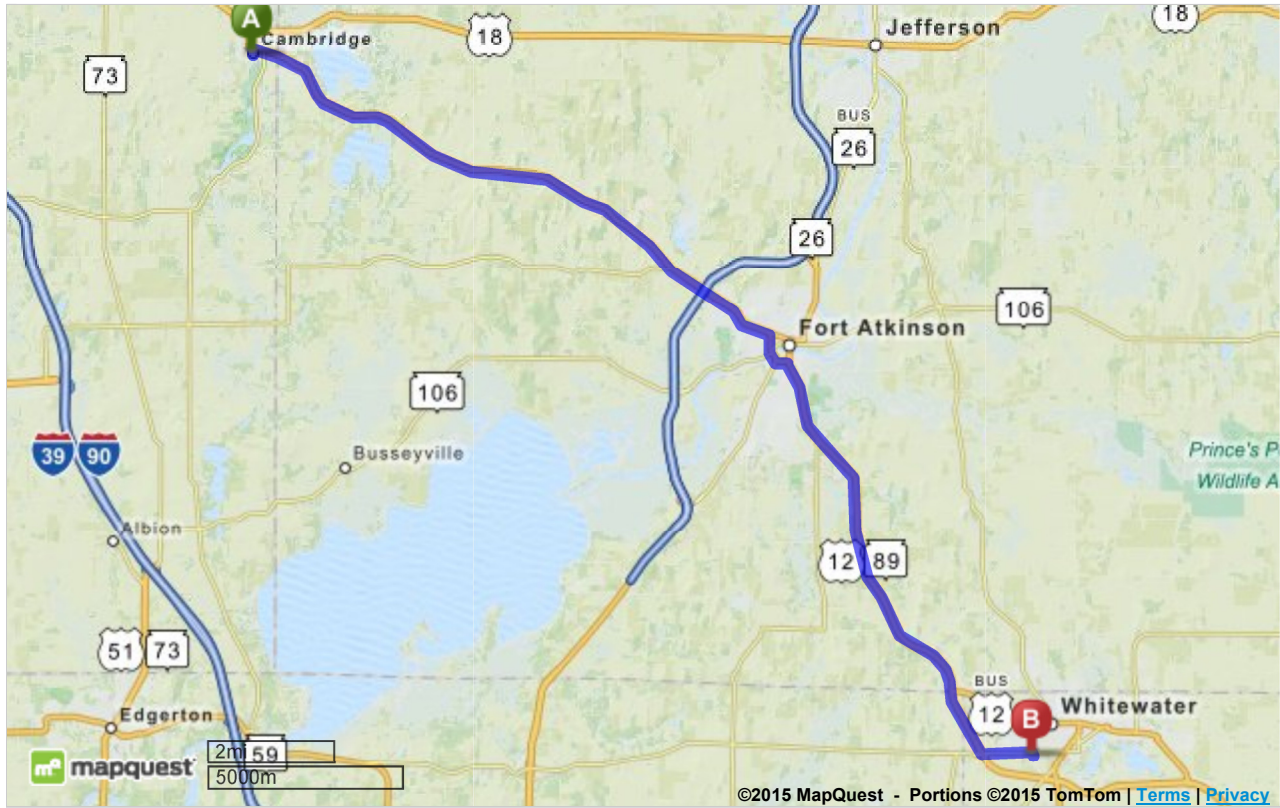 A
Cambridge
18
Jefferson
18
73
BUS
26
26
106
Fort Atkinson
106
39 90
Busseyville
Prince's P
Wildlife A
Albion
12 89
51 73
BUS
12
B
Whitewater
Edgerton
mapquest
2mi
59
5000m
©2015 MapQuest - Portions ©2015 TomTom | Terms | Privacy